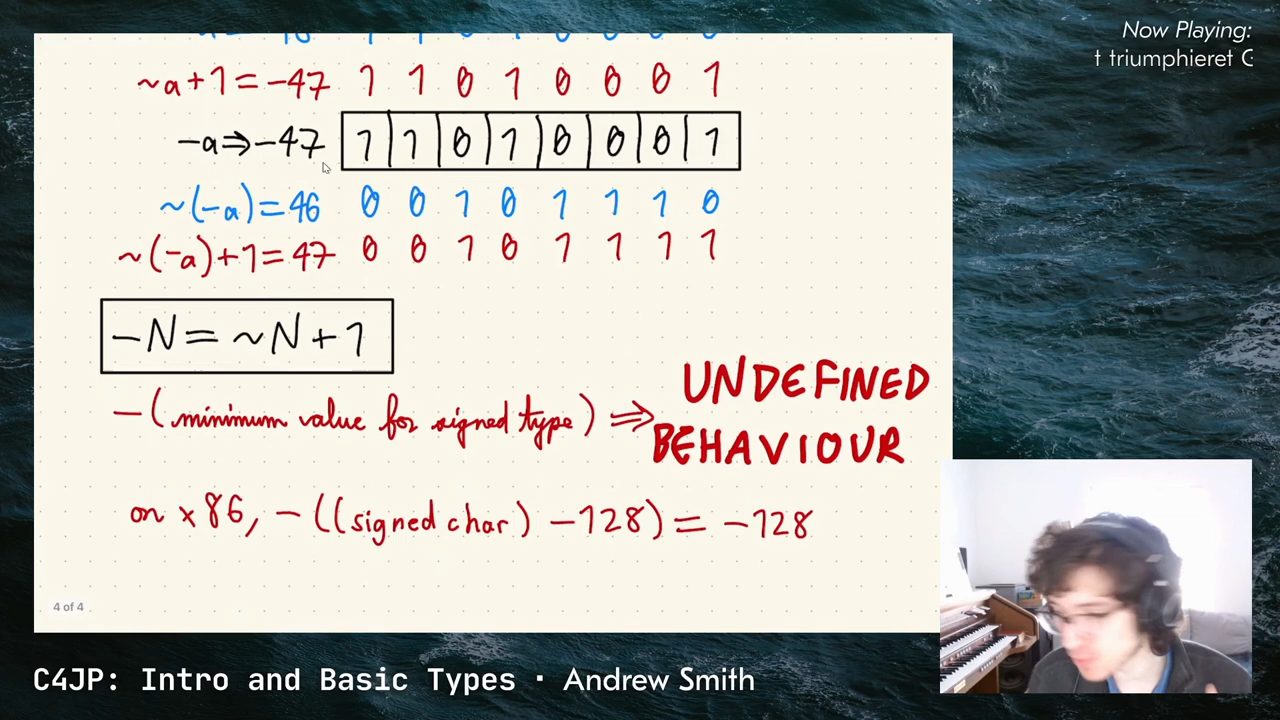 Now Playing:
t triumphieret G
~a+1=-47 1 1 0 1 0 0 0 1
-a⇒-47 1 1 0 1 0 0 0 1
~(-a)=46 0 0 1 0 1 1 1 0
~(-a)+1=47 0 0 1 0 1 1 1 1
-N=~N+1
-(minimum value for signed type) ⇒ UNDEFINED
BEHAVIOUR
on x86, -((signed char) -128) = -128
4 of 4
C4JP: Intro and Basic Types · Andrew Smith